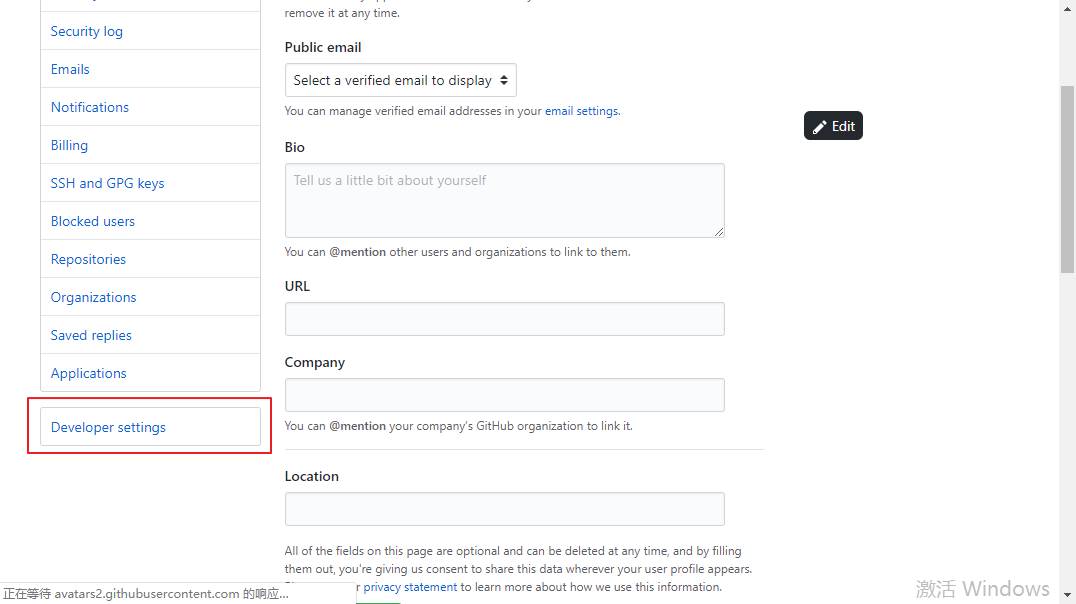 remove it at any time.
Security log
Emails
Notifications
Billing
SSH and GPG keys
Blocked users
Repositories
Organizations
Saved replies
Applications
Developer settings
Public email
Select a verified email to display
You can manage verified email addresses in your email settings.
Edit
Bio
Tell us a little bit about yourself
You can @mention other users and organizations to link to them.
URL
Company
You can @mention your company's GitHub organization to link it.
Location
All of the fields on this page are optional and can be deleted at any time, and by filling
them out, you're giving us consent to share this data wherever your user profile appears.
privacy statement to learn more about how we use this information.
正在等待 avatars2.githubusercontent.com 的响应...
激活 Windows